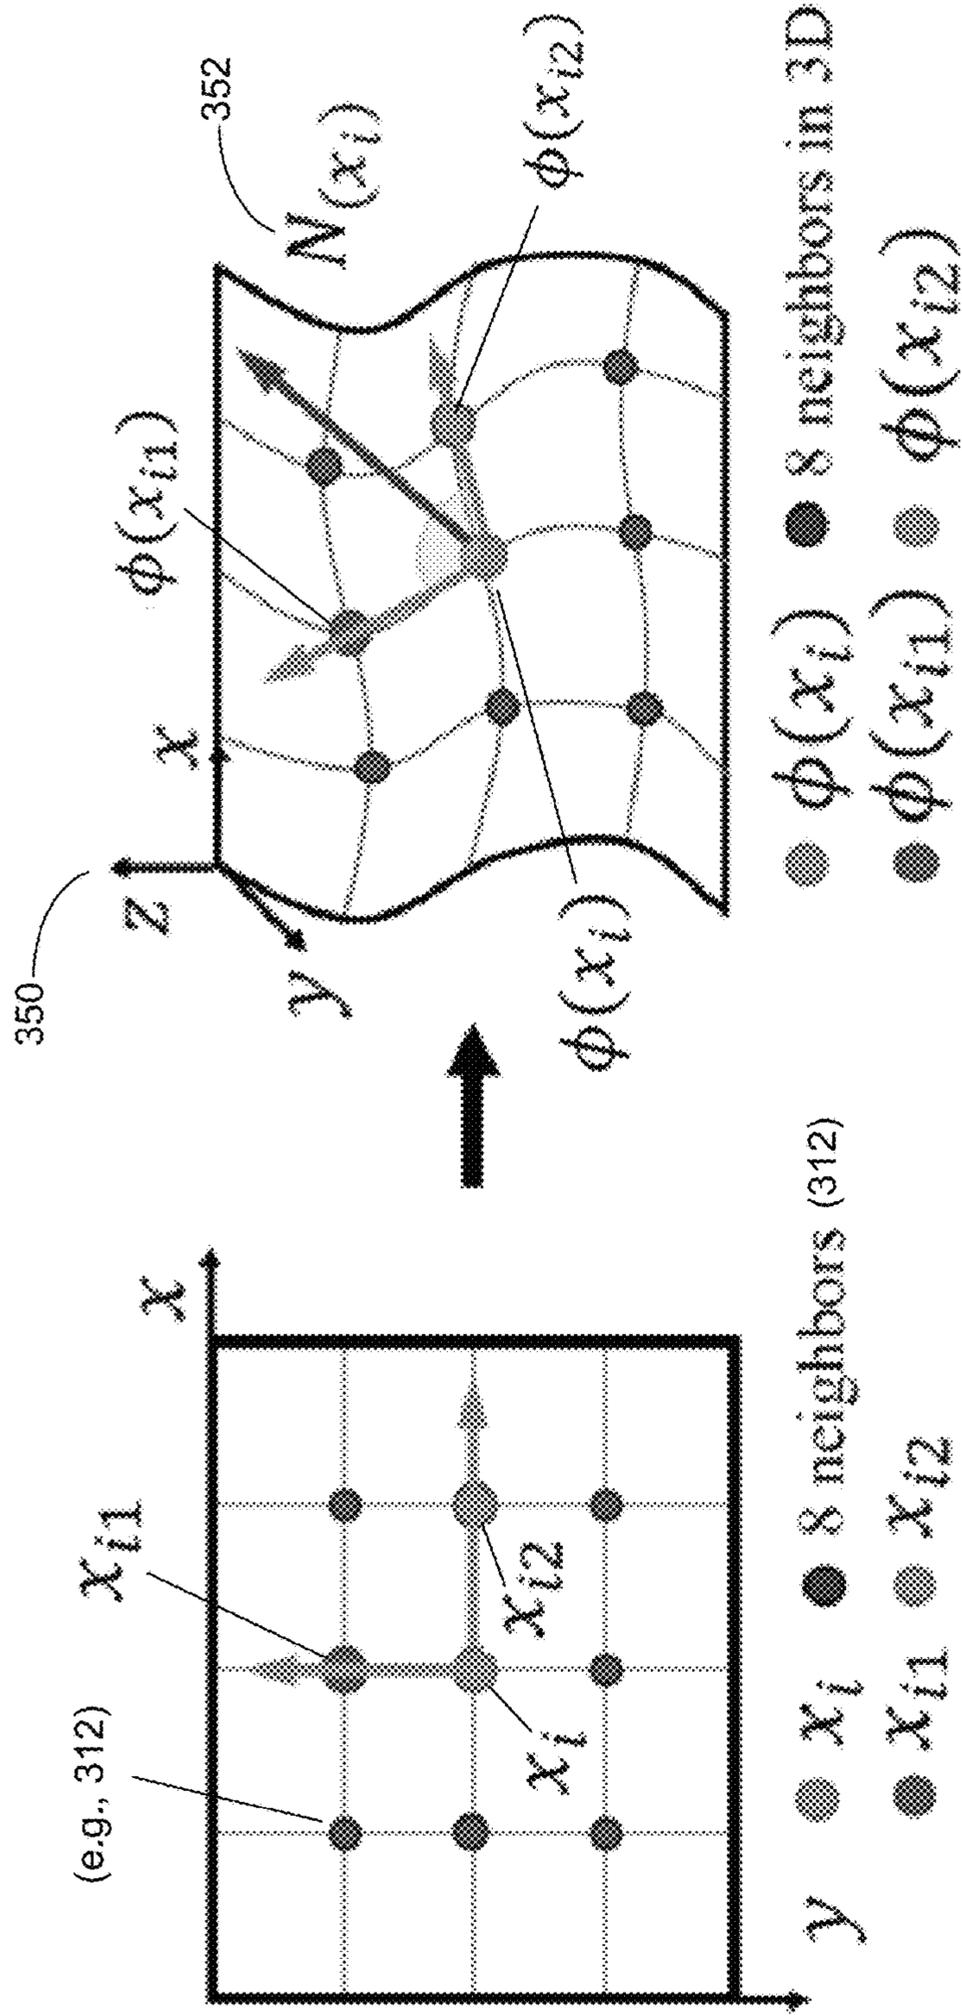 (e.g., 312)
x_{i1}
x
x_i
x_{i2}
y
x_i 8 neighbors (312)
x_{i1} x_{i2}
350
z
x
y
ϕ(x_{i1})
352
N(x_i)
ϕ(x_i)
ϕ(x_{i2})
ϕ(x_i) 8 neighbors in 3D
ϕ(x_{i1}) ϕ(x_{i2})